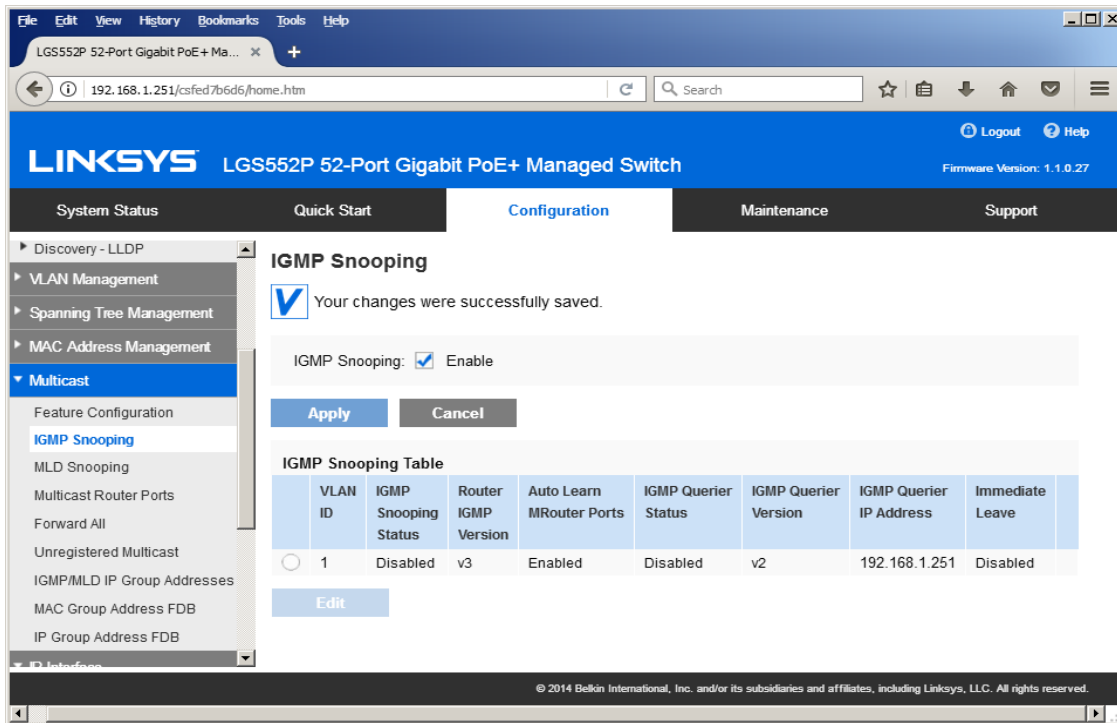 File Edit View History Bookmarks Tools Help
LGS552P 52-Port Gigabit PoE+ Ma...
192.168.1.251/csfed7b6d6/home.htm
Search
Logout Help
LINKSYS LGS552P 52-Port Gigabit PoE+ Managed Switch
Firmware Version: 1.1.0.27
System Status Quick Start Configuration Maintenance Support
Discovery - LLDP
VLAN Management
Spanning Tree Management
MAC Address Management
Multicast
Feature Configuration
IGMP Snooping
MLD Snooping
Multicast Router Ports
Forward All
Unregistered Multicast
IGMP/MLD IP Group Addresses
MAC Group Address FDB
IP Group Address FDB
IP Interface
IGMP Snooping
Your changes were successfully saved.
IGMP Snooping: Enable
Apply Cancel
IGMP Snooping Table
VLAN ID IGMP Snooping Status Router IGMP Version Auto Learn MRouter Ports IGMP Querier Status IGMP Querier Version IGMP Querier IP Address Immediate Leave
1 Disabled v3 Enabled Disabled v2 192.168.1.251 Disabled
Edit
© 2014 Belkin International, Inc. and/or its subsidiaries and affiliates, including Linksys, LLC. All rights reserved.